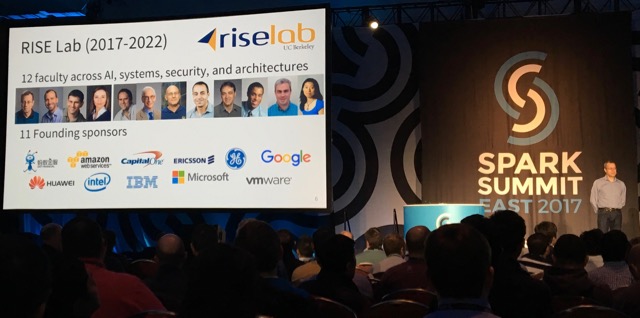 RISE Lab (2017-2022)
riselab
UC Berkeley
12 faculty across AI, systems, security, and architectures
11 Founding sponsors
amazon
web services
Capital One
ERICSSON
Google
HUAWEI
intel
IBM
Microsoft
vmware
SPARK
SUMMIT
EAST 2017